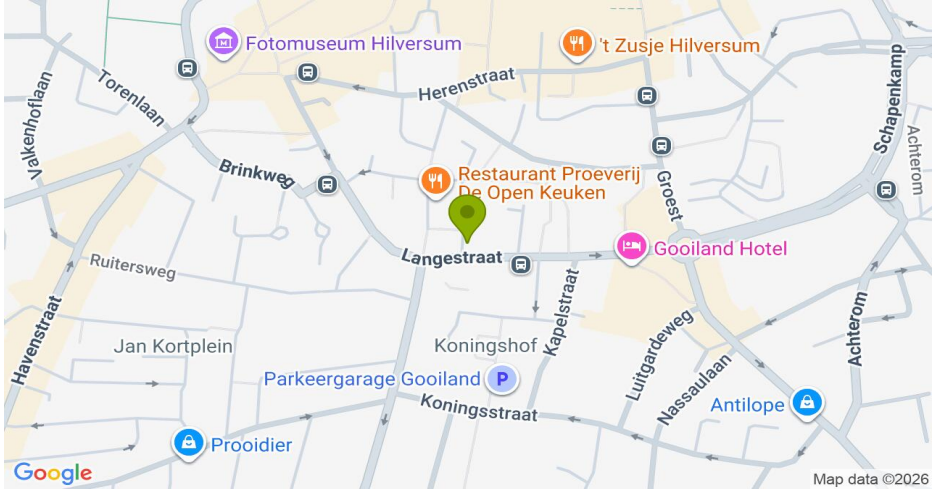 Fotomuseum Hilversum
't Zusje Hilversum
Valkenhoflaan
Torenlaan
Herenstraat
Schapenkamp
Achterom
Brinkweg
Restaurant Proeverij
De Open Keuken
Groest
Langestraat
Gooiland Hotel
Ruitersweg
Havenstraat
Jan Kortplein
Koningshof
Kapelstraat
Luitgardeweg
Achterom
Parkeergarage Gooiland
P
Nassaulaan
Koningsstraat
Antilope
Prooidier
Google
Map data ©2026